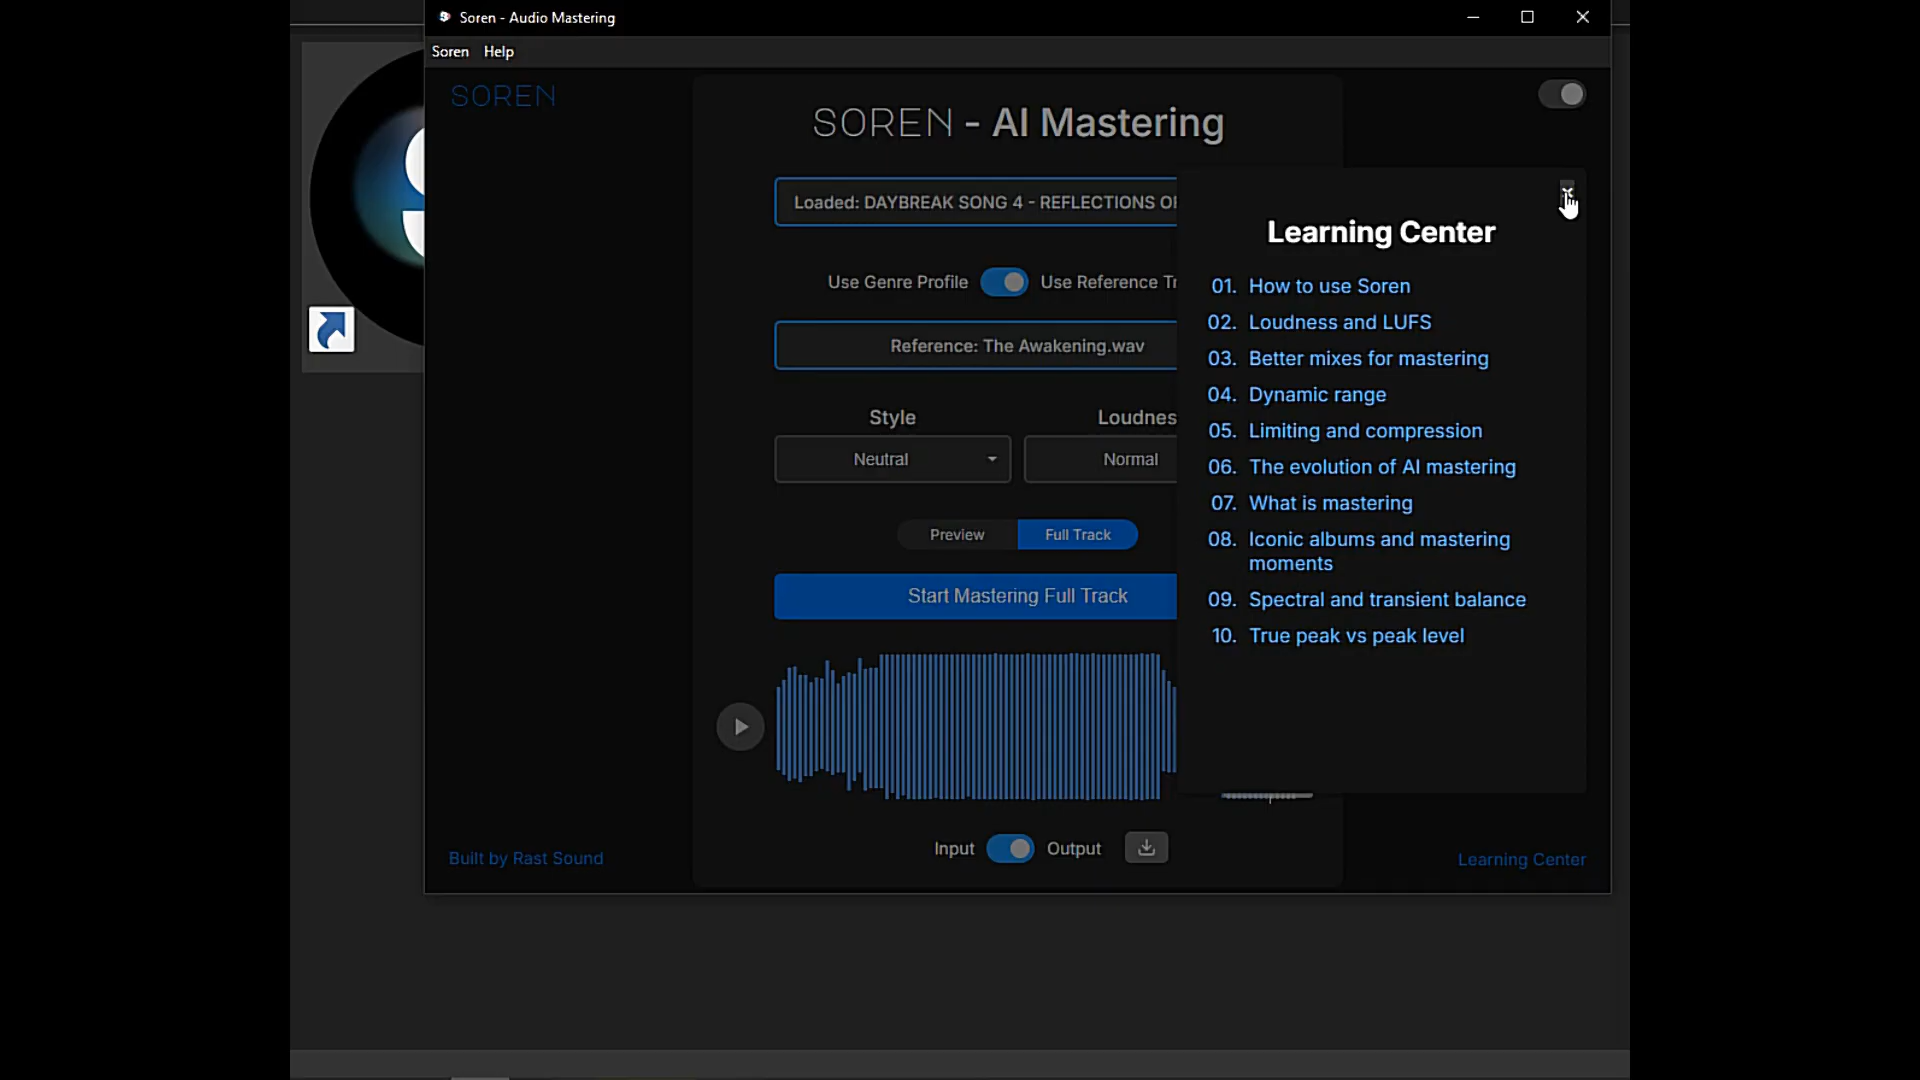 Soren - Audio Mastering
Soren Help
SOREN
SOREN - AI Mastering
Loaded: DAYBREAK SONG 4 - REFLECTIONS
Use Genre Profile Use Reference
Reference: The Awakening.wav
Style
Neutral
Normal
Preview Full Track
Start Mastering Full Track
Input Output
Built by Rast Sound
Learning Center
01. How to use Soren
02. Loudness and LUFS
03. Better mixes for mastering
04. Dynamic range
05. Limiting and compression
06. The evolution of AI mastering
07. What is mastering
08. Iconic albums and mastering
moments
09. Spectral and transient balance
10. True peak vs peak level
Learning Center